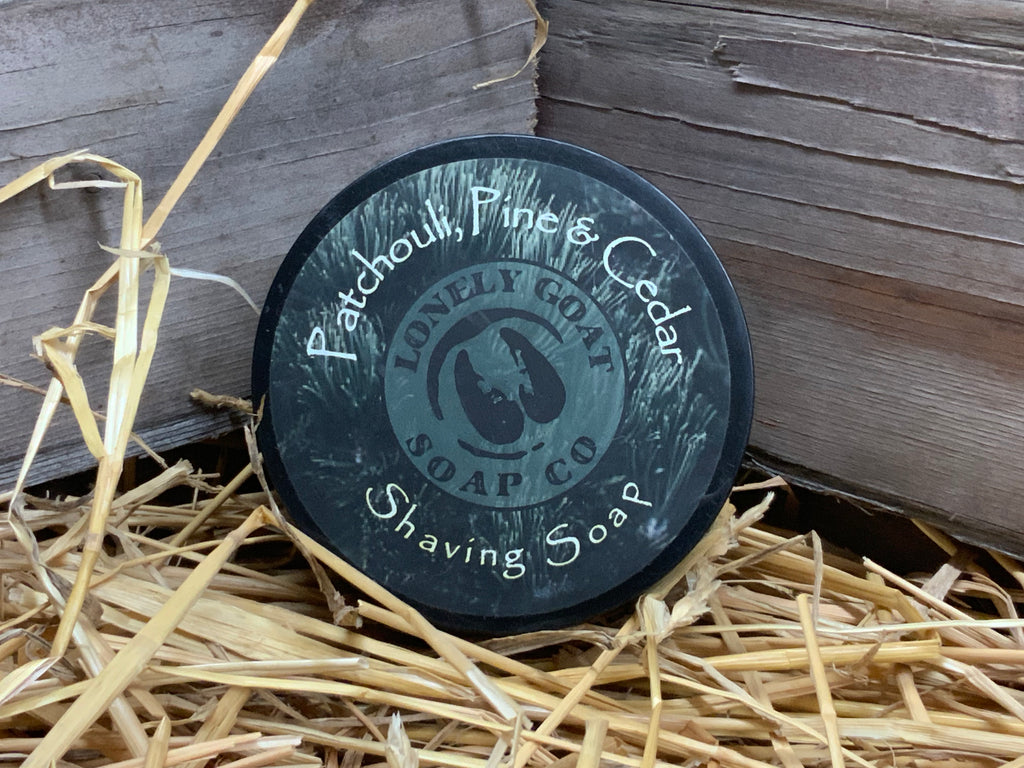 Patchouli, Pine & Cedar
LONELY GOAT
SOAP CO
Shaving Soap